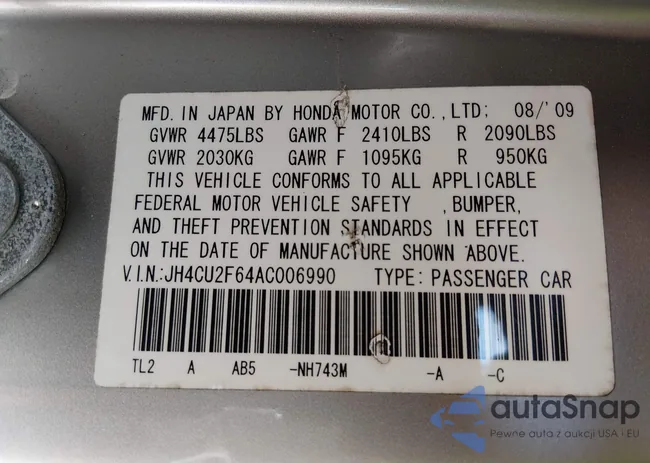 MFD. IN JAPAN BY HONDA MOTOR CO.,LTD; 08/'09
GVWR 4475LBS GAWR F 2410LBS R 2090LBS
GVWR 2030KG GAWR F 1095KG R 950KG
THIS VEHICLE CONFORMS TO ALL APPLICABLE
FEDERAL MOTOR VEHICLE SAFETY ,BUMPER,
AND THEFT PREVENTION STANDARDS IN EFFECT
ON THE DATE OF MANUFACTURE SHOWN ABOVE.
V.I.N.:JH4CU2F64AC006990 TYPE: PASSENGER CAR
TL2 A AB5 -NH743M -A -C
autaSnap
Pewne auta z aukcji USA i EU